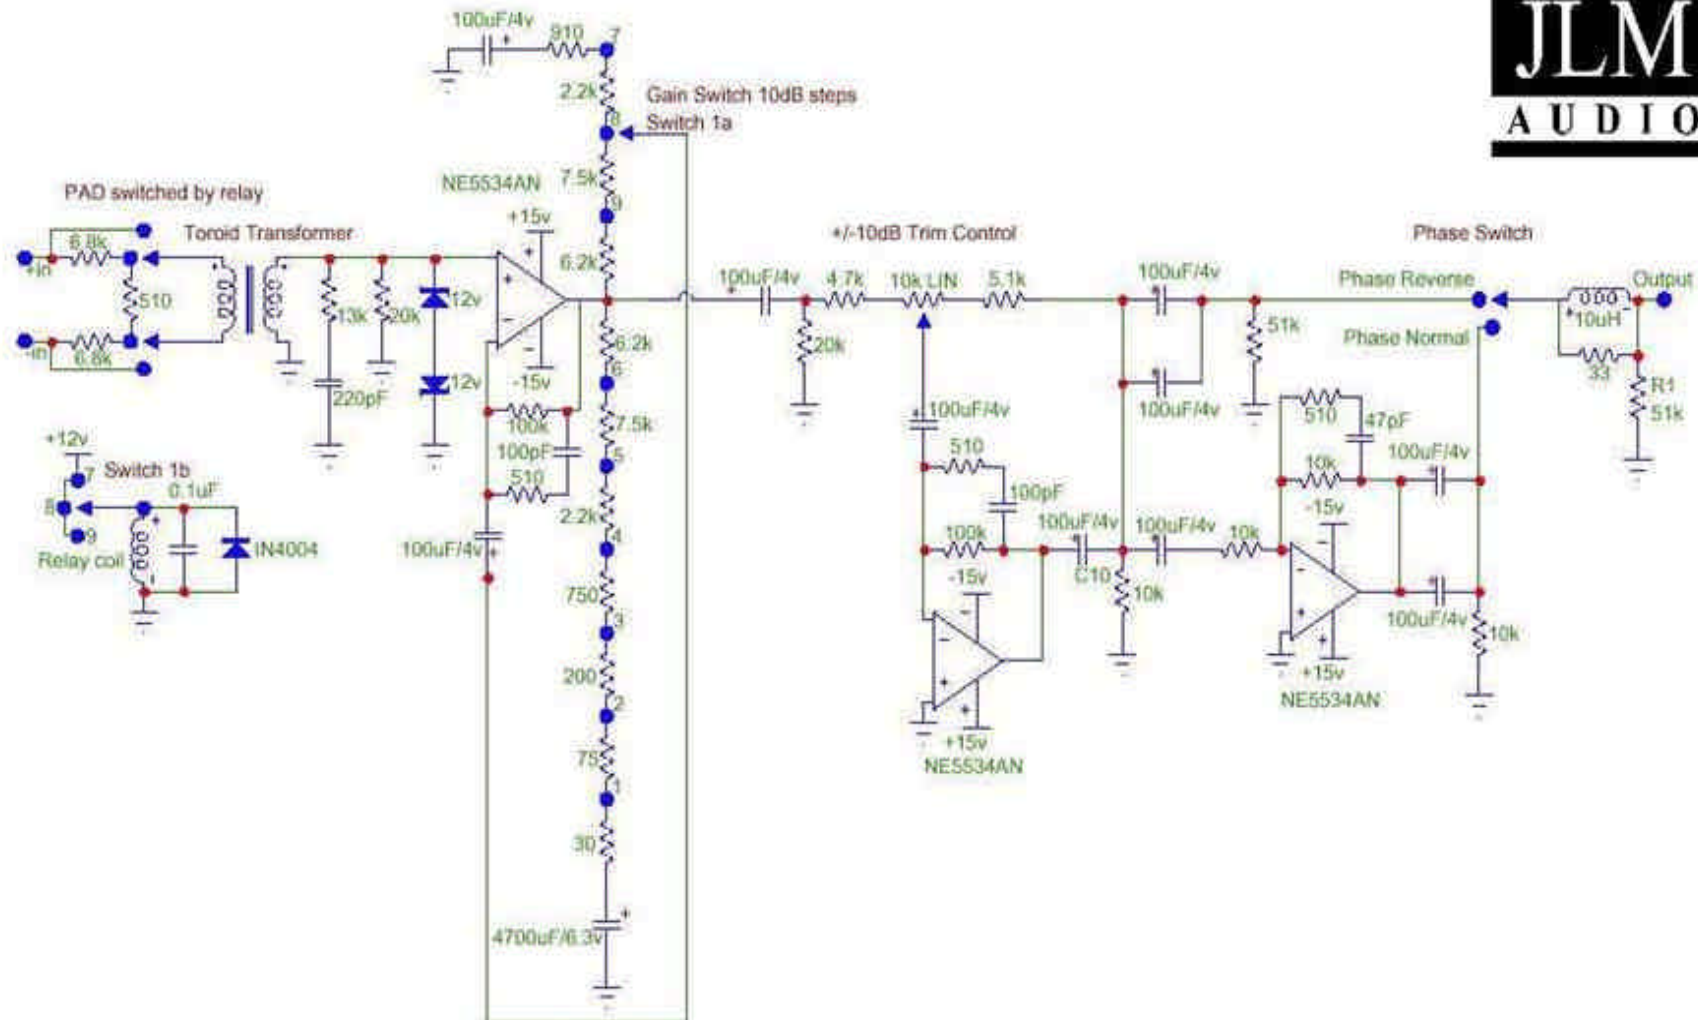 JLM
AUDIO
100uF/4v
910
7
2.2k
Gain Switch 10dB steps
Switch 1a
8
7.5k
9
6.2k
NE5534AN
+15v
-15v
PAD switched by relay
Toroid Transformer
+in
6.8k
510
-in
6.8k
13k
20k
12v
12v
220pF
100k
100pF
510
100uF/4v
+12v
7
Switch 1b
8
0.1uF
9
Relay coil
IN4004
6.2k
6
7.5k
5
2.2k
4
750
3
200
2
75
1
30
4700uF/6.3v
+/-10dB Trim Control
100uF/4v
4.7k
10k LIN
5.1k
20k
100uF/4v
510
100pF
100k
-15v
+15v
NE5534AN
100uF/4v
C10
10k
100uF/4v
100uF/4v
51k
100uF/4v
10k
510
47pF
10k
-15v
+15v
NE5534AN
100uF/4v
100uF/4v
10k
Phase Switch
Phase Reverse
Phase Normal
Output
10uH
33
R1
51k